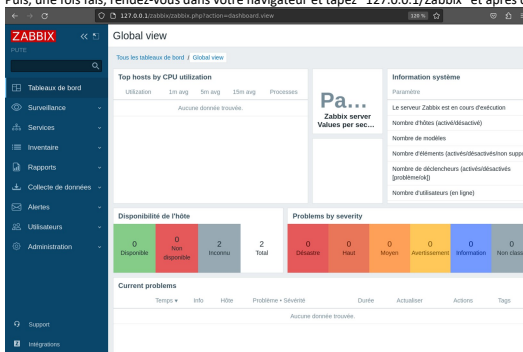 Puis, une fois fais, rendez-vous dans votre navigateur et tapez "127.0.0.1/Zabbix" et après
127.0.0.1/zabbix/zabbix.php?action=dashboard.view
120 %
ZABBIX
Global view
Tous les tableaux de bord / Global view
Tableaux de bord
Surveillance
Services
Inventaire
Rapports
Collecte de données
Alertes
Utilisateurs
Administration
Support
Intégrations
Top hosts by CPU utilization
Utilization 1m avg 5m avg 15m avg Processes
Aucune donnée trouvée.
Pa...
Zabbix server
Values per sec...
Information système
Paramètre
Le serveur Zabbix est en cours d'exécution
Nombre d'hôtes (activé/désactivé)
Nombre de modèles
Nombre d'éléments (activés/désactivés/non supp
Nombre de déclencheurs (activés/désactivés
[problème/ok])
Nombre d'utilisateurs (en ligne)
Disponibilité de l'hôte
0 Disponible
0 Non disponible
2 Inconnu
2 Total
Problems by severity
0 Désastre
0 Haut
0 Moyen
0 Avertissement
0 Information
0 Non class
Current problems
Temps Info Hôte Problème • Sévérité Durée Actualiser Actions Tags
Aucune donnée trouvée.